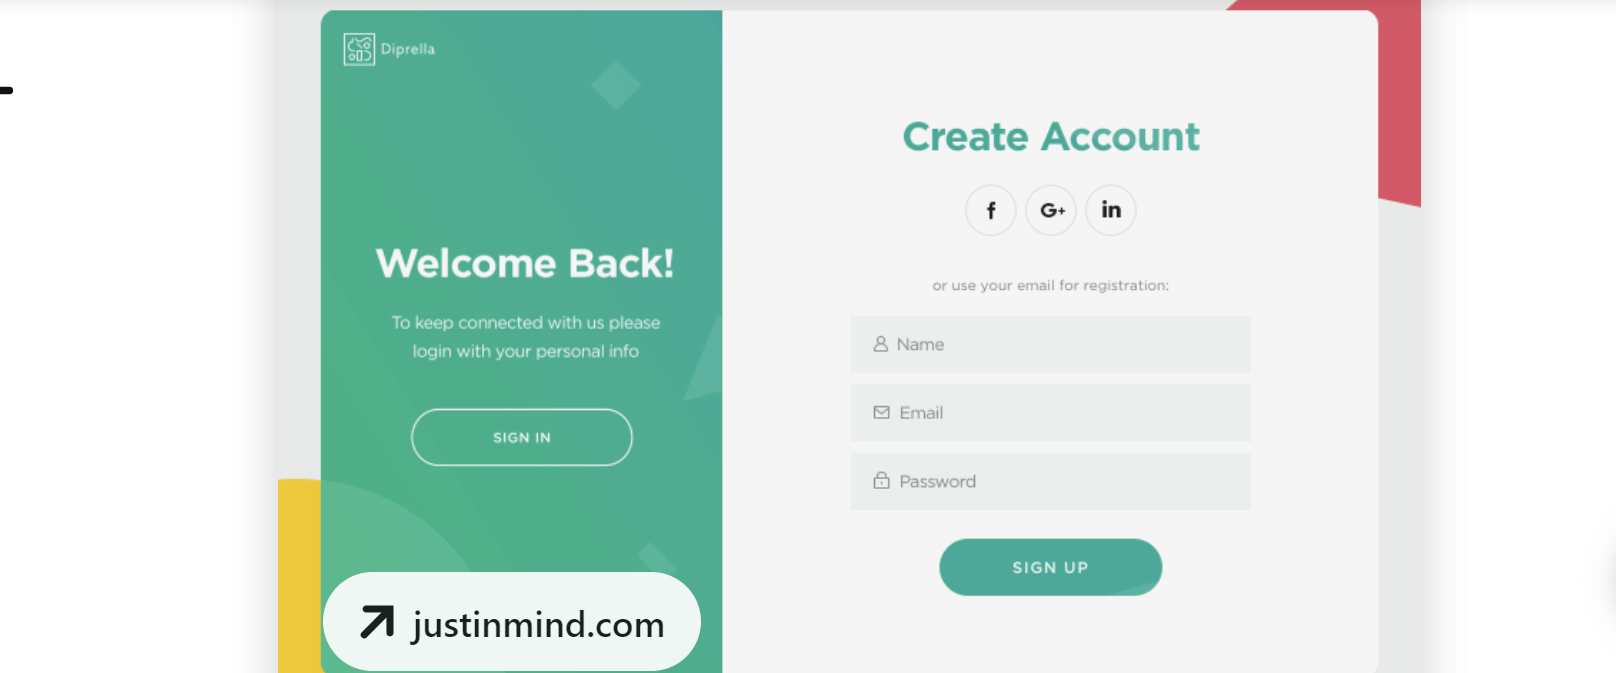 Diprella
Welcome Back!
To keep connected with us please
login with your personal info
SIGN IN
Create Account
f
G+
in
or use your email for registration:
Name
Email
Password
SIGN UP
justinmind.com